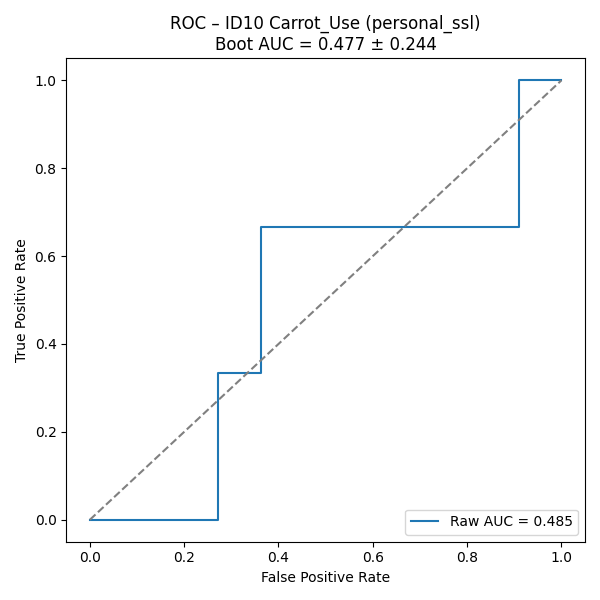 ROC – ID10 Carrot_Use (personal_ssl)
Boot AUC = 0.477 ± 0.244
True Positive Rate
1.0
0.8
0.6
0.4
0.2
0.0
Raw AUC = 0.485
0.0 0.2 0.4 0.6 0.8 1.0
False Positive Rate